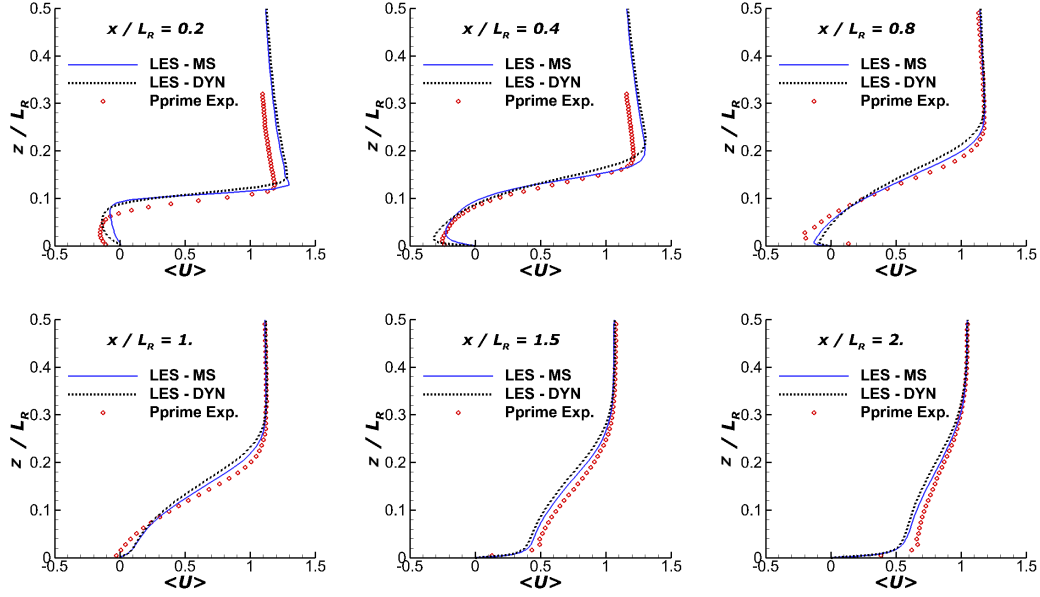 0.5
x / L_R = 0.2
0.4
LES - MS
LES - DYN
0.3
Pprime Exp.
z / L_R
0.2
0.1
0
-0.5 0 0.5 1 1.5
<U>
0.5
x / L_R = 0.4
0.4
LES - MS
LES - DYN
0.3
Pprime Exp.
z / L_R
0.2
0.1
0
-0.5 0 0.5 1 1.5
<U>
0.5
x / L_R = 0.8
0.4
LES - MS
LES - DYN
0.3
Pprime Exp.
z / L_R
0.2
0.1
0
-0.5 0 0.5 1 1.5
<U>
0.5
x / L_R = 1.
0.4
LES - MS
LES - DYN
0.3
Pprime Exp.
z / L_R
0.2
0.1
0
-0.5 0 0.5 1 1.5
<U>
0.5
x / L_R = 1.5
0.4
LES - MS
LES - DYN
0.3
Pprime Exp.
z / L_R
0.2
0.1
0
-0.5 0 0.5 1 1.5
<U>
0.5
x / L_R = 2.
0.4
LES - MS
LES - DYN
0.3
Pprime Exp.
z / L_R
0.2
0.1
0
-0.5 0 0.5 1 1.5
<U>